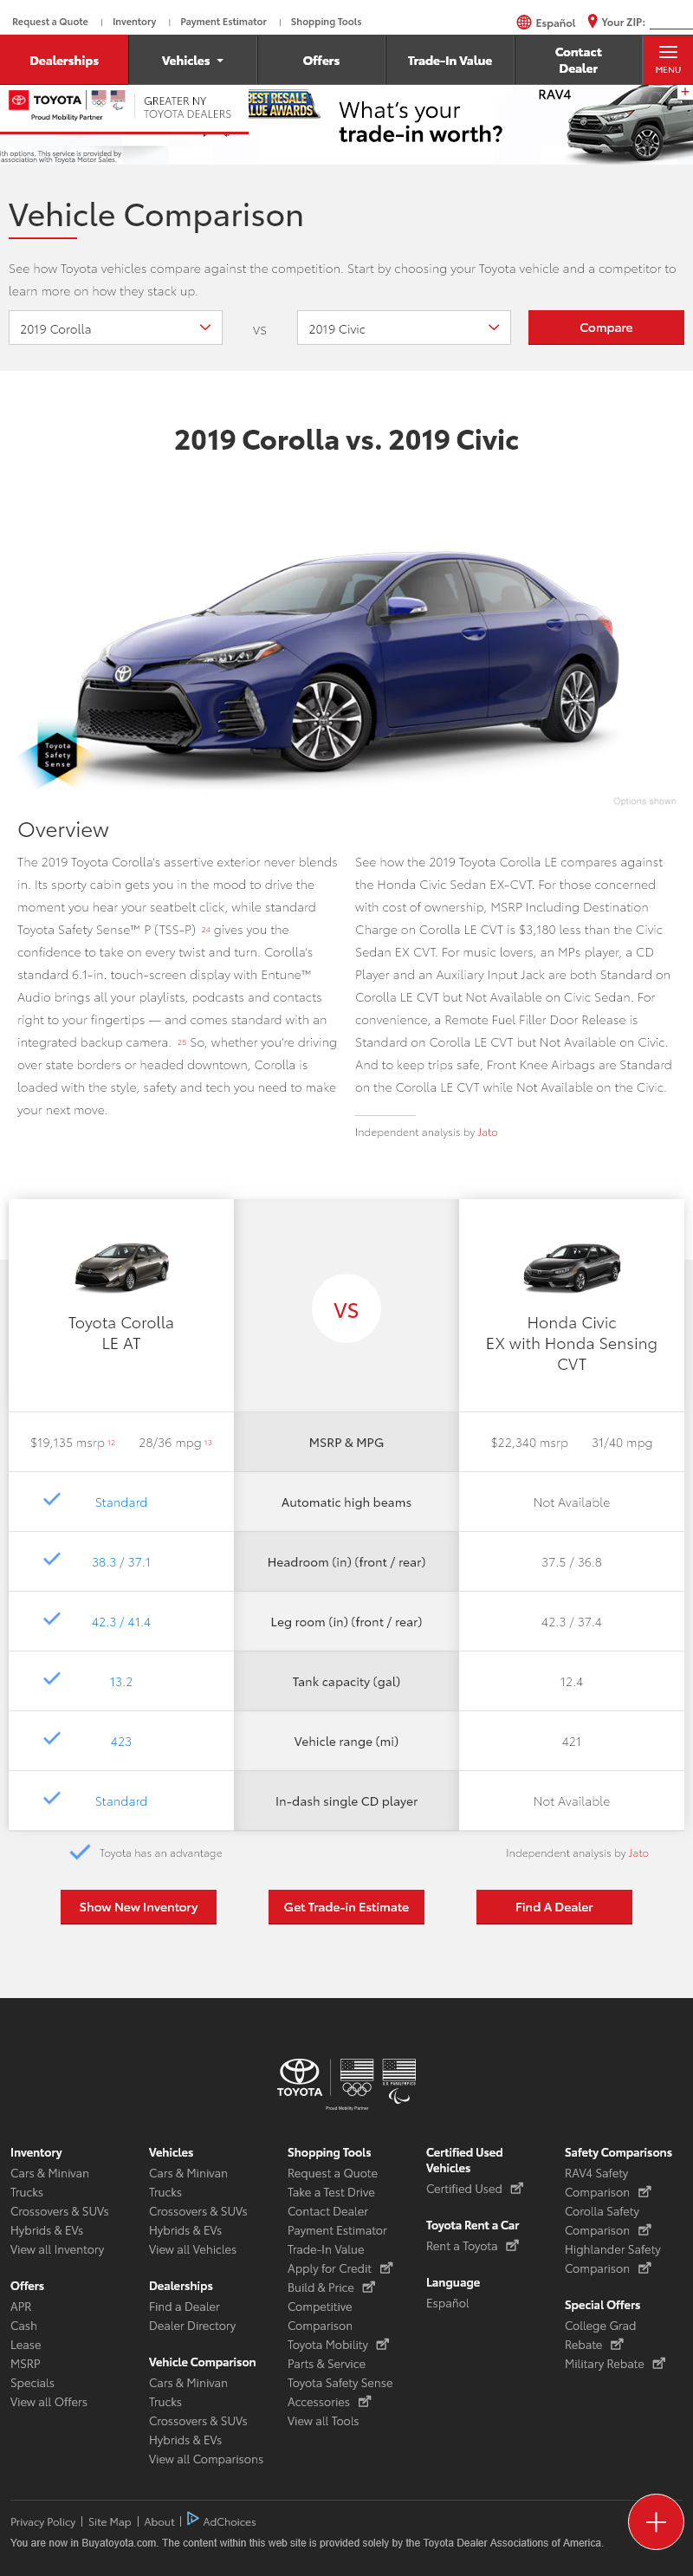 Request a Quote | Inventory | Payment Estimator | Shopping Tools
Español Your ZIP:
Dealerships
Vehicles
Offers
Trade-In Value
Contact
Dealer
MENU
TOYOTA
Proud Mobility Partner
GREATER NY
TOYOTA DEALERS
BEST RESALE
VALUE AWARDS
What's your
trade-in worth?
RAV4
+
ith options. This service is provided by
association with Toyota Motor Sales.
Vehicle Comparison
See how Toyota vehicles compare against the competition. Start by choosing your Toyota vehicle and a competitor to
learn more on how they stack up.
2019 Corolla
VS
2019 Civic
Compare
2019 Corolla vs. 2019 Civic
Toyota
Safety
Sense
Options shown
Overview
The 2019 Toyota Corolla's assertive exterior never blends
in. Its sporty cabin gets you in the mood to drive the
moment you hear your seatbelt click, while standard
Toyota Safety Sense™ P (TSS-P) 24 gives you the
confidence to take on every twist and turn. Corolla's
standard 6.1-in. touch-screen display with Entune™
Audio brings all your playlists, podcasts and contacts
right to your fingertips — and comes standard with an
integrated backup camera. 25 So, whether you're driving
over state borders or headed downtown, Corolla is
loaded with the style, safety and tech you need to make
your next move.
See how the 2019 Toyota Corolla LE compares against
the Honda Civic Sedan EX-CVT. For those concerned
with cost of ownership, MSRP Including Destination
Charge on Corolla LE CVT is $3,180 less than the Civic
Sedan EX CVT. For music lovers, an MPs player, a CD
Player and an Auxiliary Input Jack are both Standard on
Corolla LE CVT but Not Available on Civic Sedan. For
convenience, a Remote Fuel Filler Door Release is
Standard on Corolla LE CVT but Not Available on Civic.
And to keep trips safe, Front Knee Airbags are Standard
on the Corolla LE CVT while Not Available on the Civic.
Independent analysis by Jato
Toyota Corolla
LE AT
VS
Honda Civic
EX with Honda Sensing
CVT
$19,135 msrp 12 28/36 mpg 13 MSRP & MPG $22,340 msrp 31/40 mpg
Standard Automatic high beams Not Available
38.3 / 37.1 Headroom (in) (front / rear) 37.5 / 36.8
42.3 / 41.4 Leg room (in) (front / rear) 42.3 / 37.4
13.2 Tank capacity (gal) 12.4
423 Vehicle range (mi) 421
Standard In-dash single CD player Not Available
Toyota has an advantage
Independent analysis by Jato
Show New Inventory
Get Trade-in Estimate
Find A Dealer
TOYOTA
Proud Mobility Partner
Inventory
Cars & Minivan
Trucks
Crossovers & SUVs
Hybrids & EVs
View all Inventory
Offers
APR
Cash
Lease
MSRP
Specials
View all Offers
Vehicles
Cars & Minivan
Trucks
Crossovers & SUVs
Hybrids & EVs
View all Vehicles
Dealerships
Find a Dealer
Dealer Directory
Vehicle Comparison
Cars & Minivan
Trucks
Crossovers & SUVs
Hybrids & EVs
View all Comparisons
Shopping Tools
Request a Quote
Take a Test Drive
Contact Dealer
Payment Estimator
Trade-In Value
Apply for Credit
Build & Price
Competitive
Comparison
Toyota Mobility
Parts & Service
Toyota Safety Sense
Accessories
View all Tools
Certified Used
Vehicles
Certified Used
Toyota Rent a Car
Rent a Toyota
Language
Español
Safety Comparisons
RAV4 Safety
Comparison
Corolla Safety
Comparison
Highlander Safety
Comparison
Special Offers
College Grad
Rebate
Military Rebate
Privacy Policy | Site Map | About | AdChoices
You are now in Buyatoyota.com. The content within this web site is provided solely by the Toyota Dealer Associations of America.
+